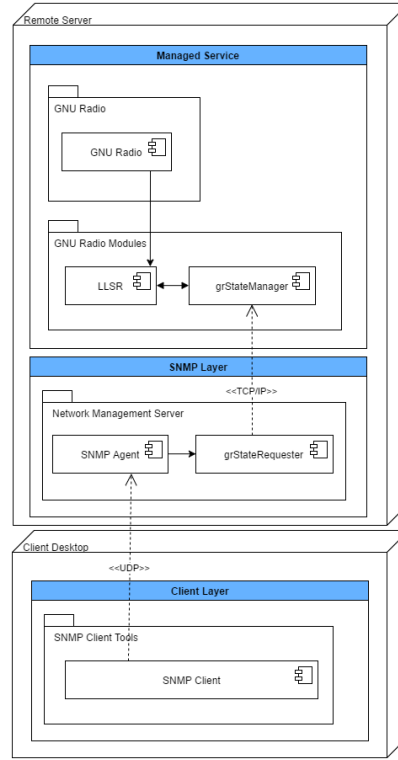 Remote Server
Managed Service
GNU Radio
GNU Radio
GNU Radio Modules
LLSR
grStateManager
SNMP Layer
<<TCP/IP>>
Network Management Server
SNMP Agent
grStateRequester
Client Desktop
<<UDP>>
Client Layer
SNMP Client Tools
SNMP Client